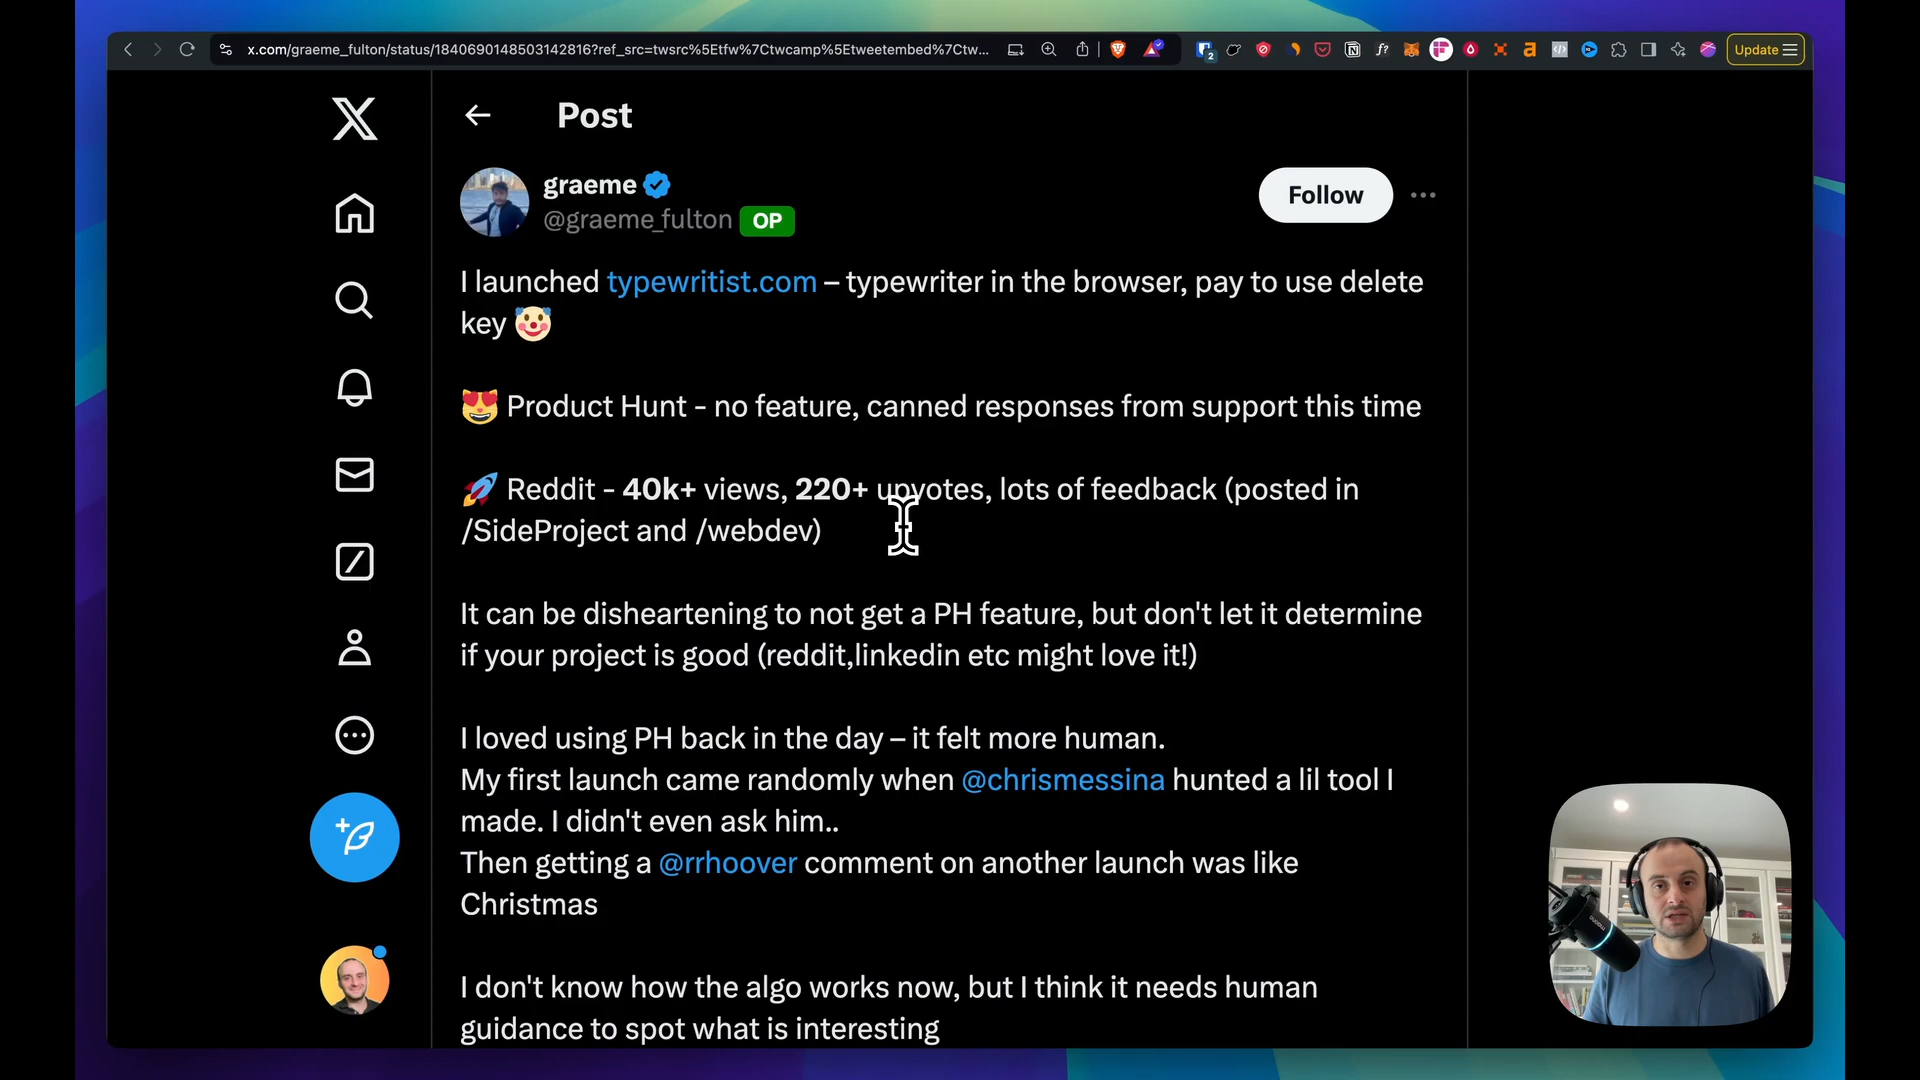 x.com/graeme_fulton/status/1840690148503142816?ref_src=twsrc%5Etfw%7Ctwcamp%5Etweetembed%7Ctw...
2
Update
Post
graeme
@graeme_fulton OP
Follow
I launched typewritist.com – typewriter in the browser, pay to use delete
key 🤡
😻 Product Hunt - no feature, canned responses from support this time
🚀 Reddit - 40k+ views, 220+ upvotes, lots of feedback (posted in
/SideProject and /webdev)
It can be disheartening to not get a PH feature, but don't let it determine
if your project is good (reddit,linkedin etc might love it!)
I loved using PH back in the day – it felt more human.
My first launch came randomly when @chrismessina hunted a lil tool I
made. I didn't even ask him..
Then getting a @rrhoover comment on another launch was like
Christmas
I don't know how the algo works now, but I think it needs human
guidance to spot what is interesting